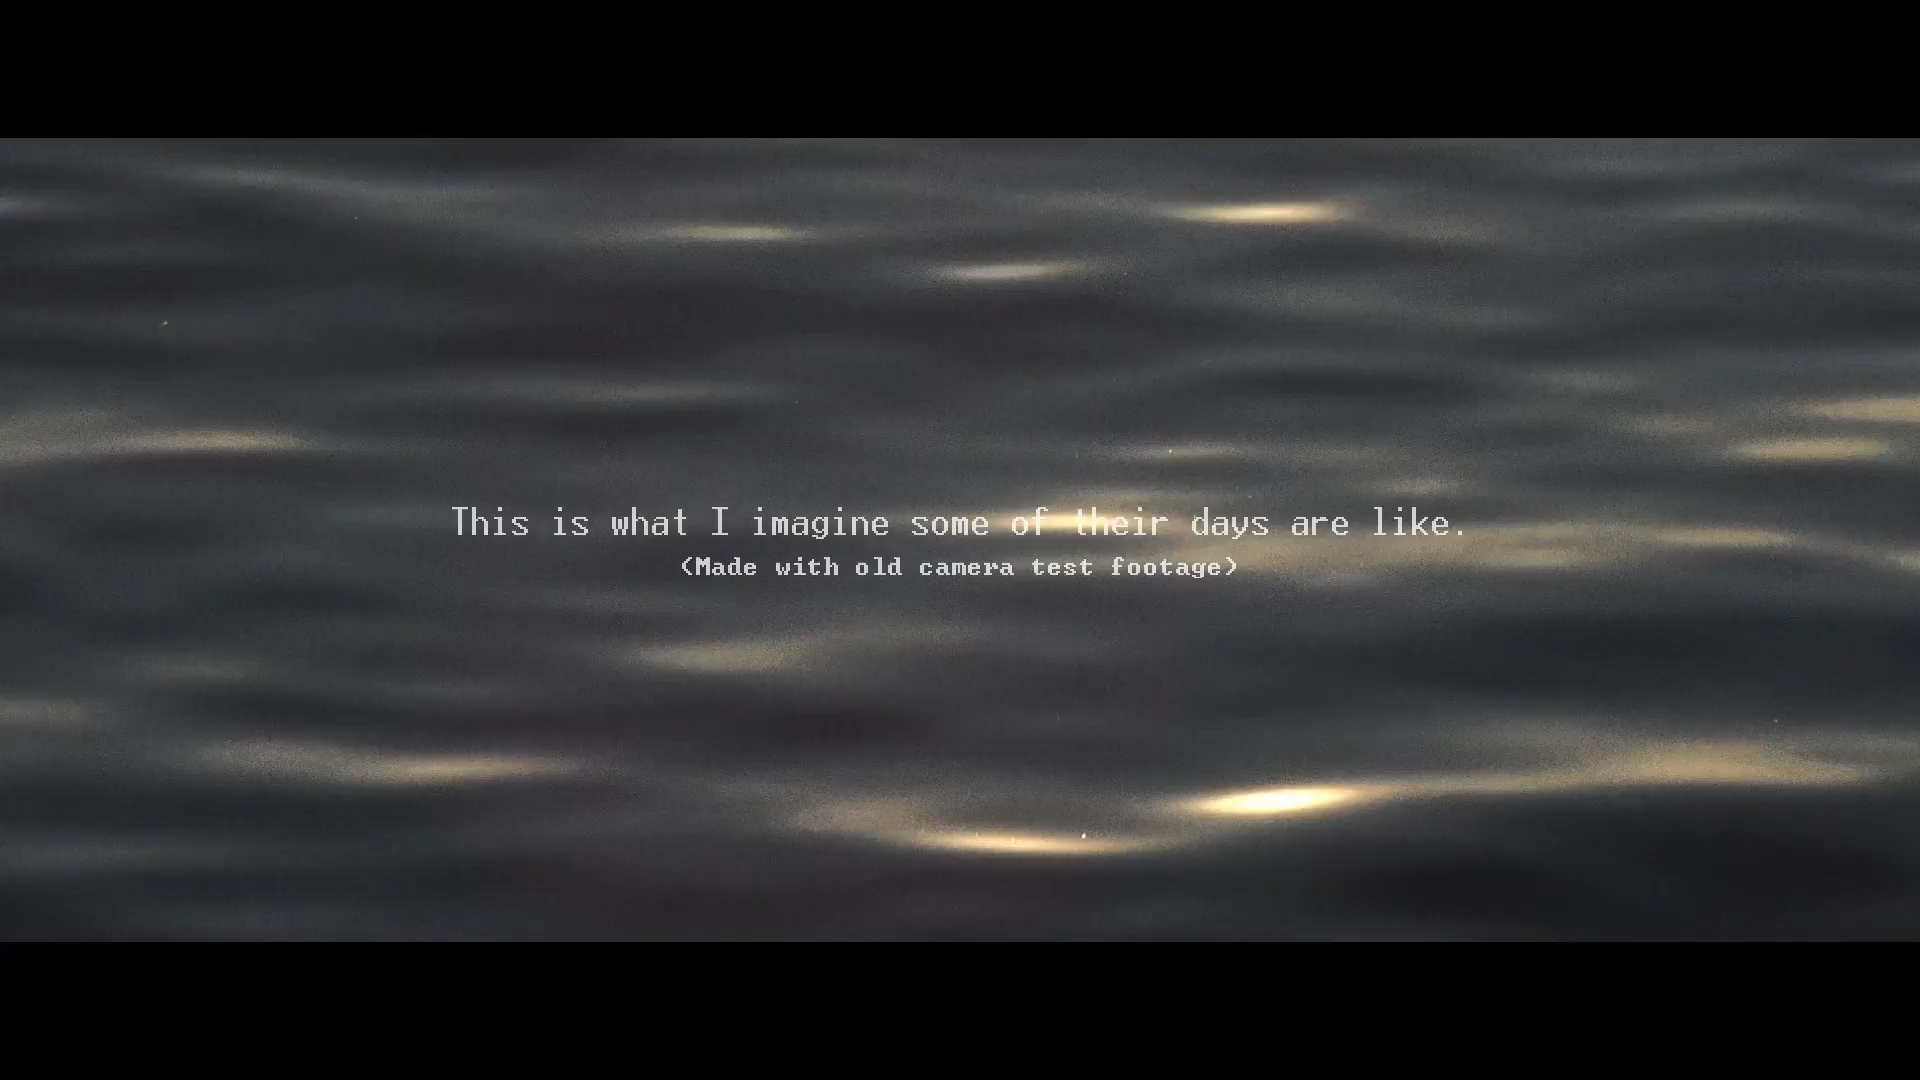 This is what I imagine some of their days are like.
(Made with old camera test footage)